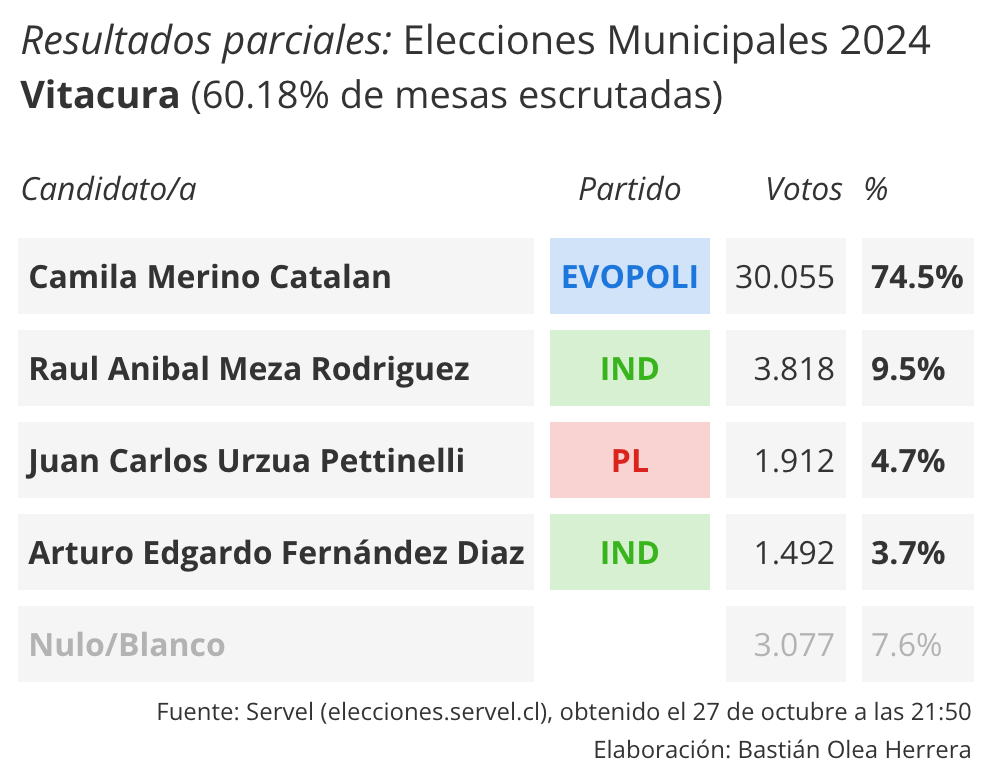 Resultados parciales: Elecciones Municipales 2024
Vitacura (60.18% de mesas escrutadas)
Candidato/a Partido Votos %
Camila Merino Catalan EVOPOLI 30.055 74.5%
Raul Anibal Meza Rodriguez IND 3.818 9.5%
Juan Carlos Urzua Pettinelli PL 1.912 4.7%
Arturo Edgardo Fernández Diaz IND 1.492 3.7%
Nulo/Blanco 3.077 7.6%
Fuente: Servel (elecciones.servel.cl), obtenido el 27 de octubre a las 21:50
Elaboración: Bastián Olea Herrera